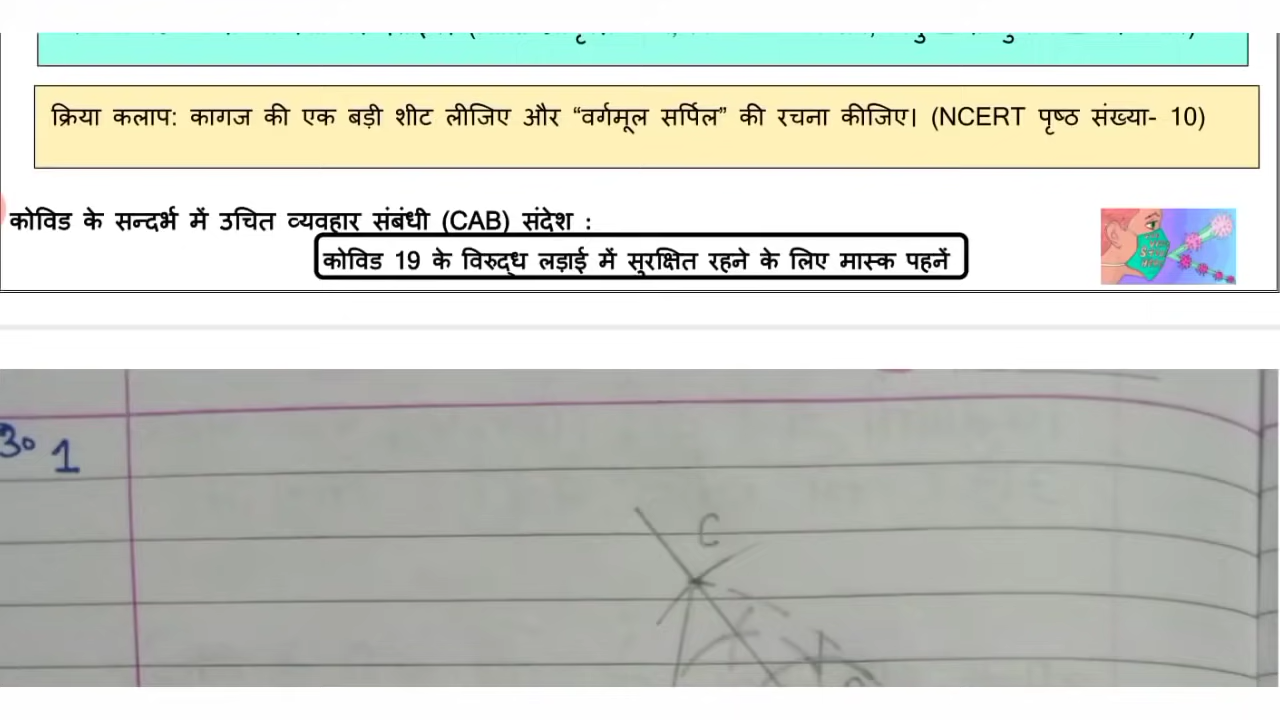 क्रिया कलाप: कागज की एक बड़ी शीट लीजिए और “वर्गमूल सर्पिल” की रचना कीजिए। (NCERT पृष्ठ संख्या- 10)
कोविड के सन्दर्भ में उचित व्यवहार संबंधी (CAB) संदेश :
कोविड 19 के विरुद्ध लड़ाई में सुरक्षित रहने के लिए मास्क पहनें
उ० 1
C